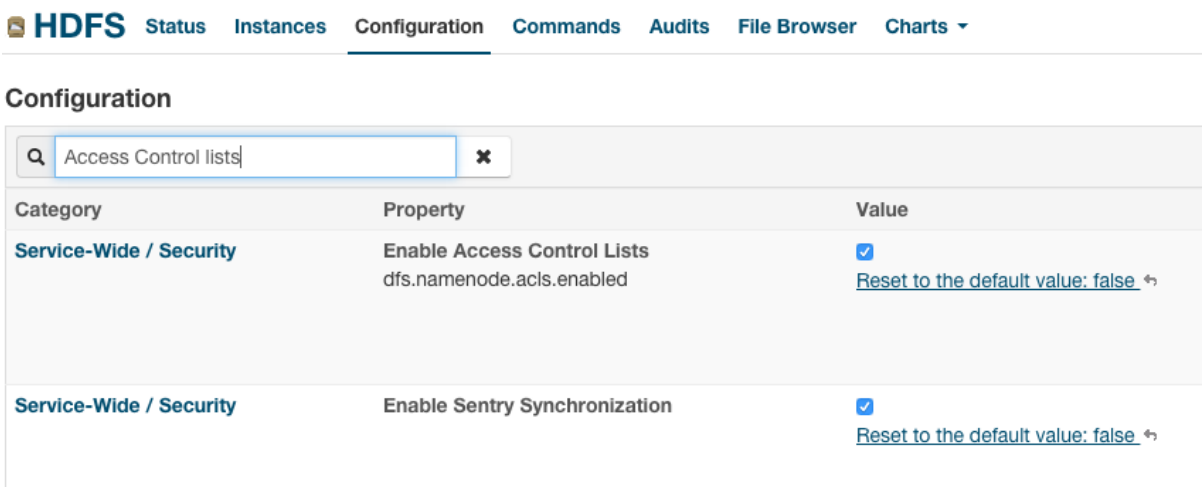 HDFS Status Instances Configuration Commands Audits File Browser Charts
Configuration
Access Control lists
Category Property Value
Service-Wide / Security Enable Access Control Lists
dfs.namenode.acls.enabled Reset to the default value: false
Service-Wide / Security Enable Sentry Synchronization
Reset to the default value: false